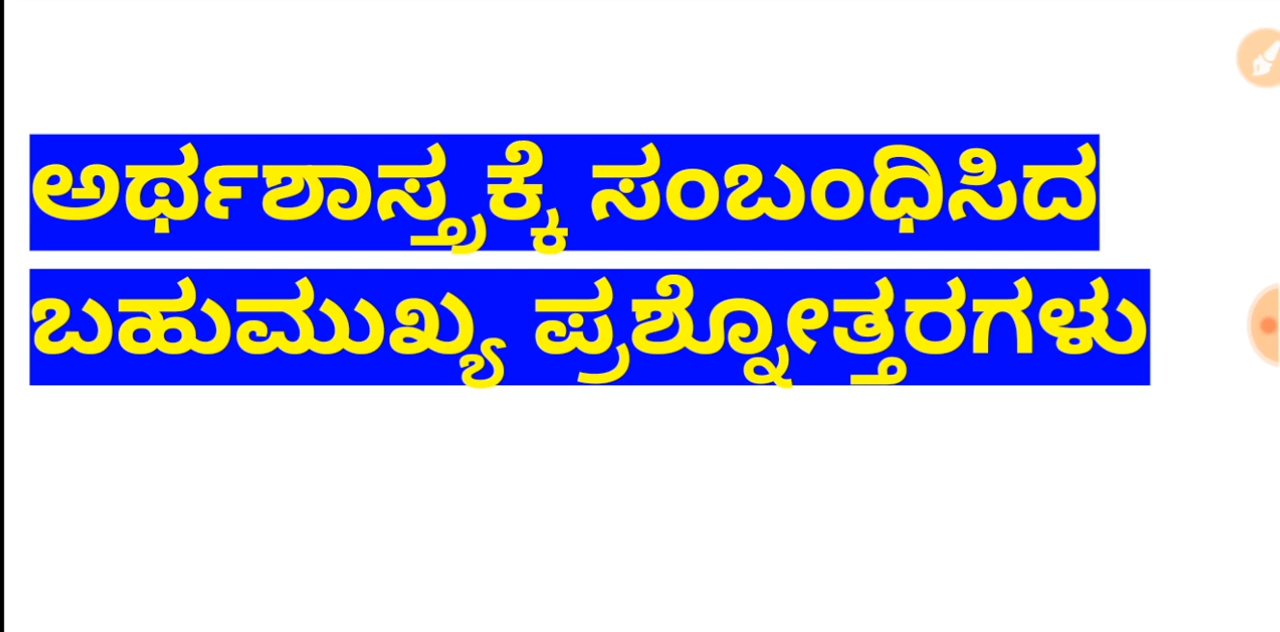 ಅರ್ಥಶಾಸ್ತ್ರಕ್ಕೆ ಸಂಬಂಧಿಸಿದ
ಬಹುಮುಖ್ಯ ಪ್ರಶ್ನೋತ್ತರಗಳು